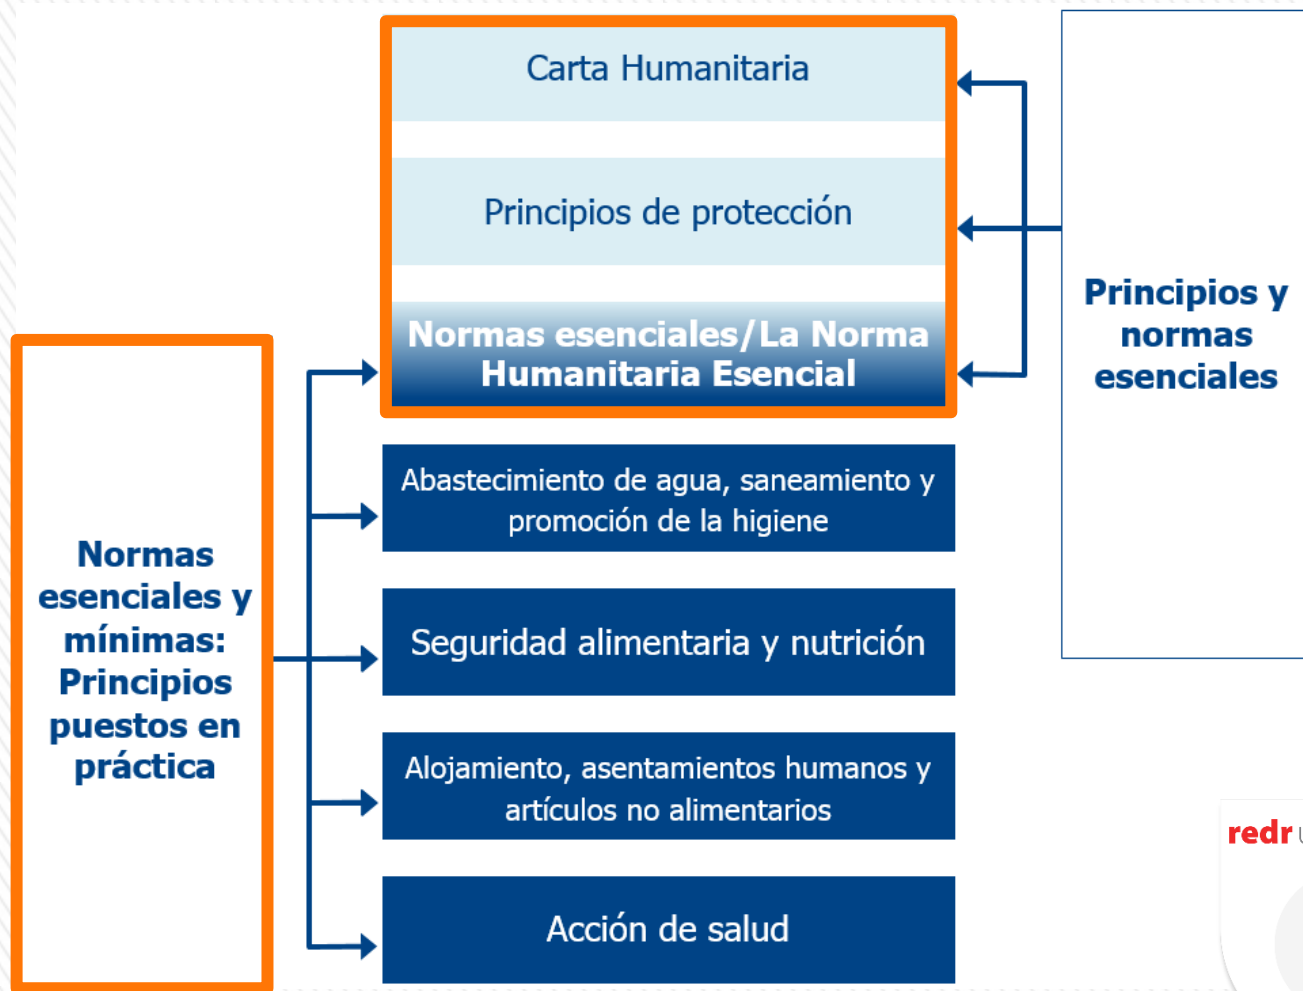 Carta Humanitaria
Principios de protección
Normas esenciales/La Norma
Humanitaria Esencial
Principios y
normas
esenciales
Normas
esenciales y
mínimas:
Principios
puestos en
práctica
Abastecimiento de agua, saneamiento y
promoción de la higiene
Seguridad alimentaria y nutrición
Alojamiento, asentamientos humanos y
artículos no alimentarios
Acción de salud
redr